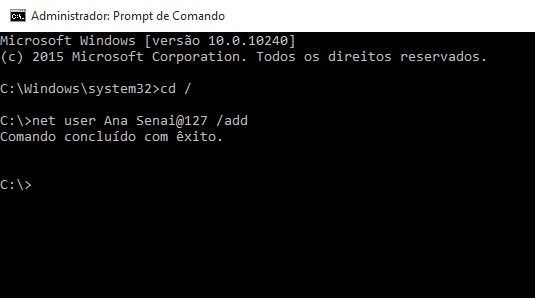 Administrador: Prompt de Comando
Microsoft Windows [versão 10.0.10240]
(c) 2015 Microsoft Corporation. Todos os direitos reservados.
C:\Windows\system32>cd /
C:\>net user Ana Senai@127 /add
Comando concluído com êxito.
C:\>